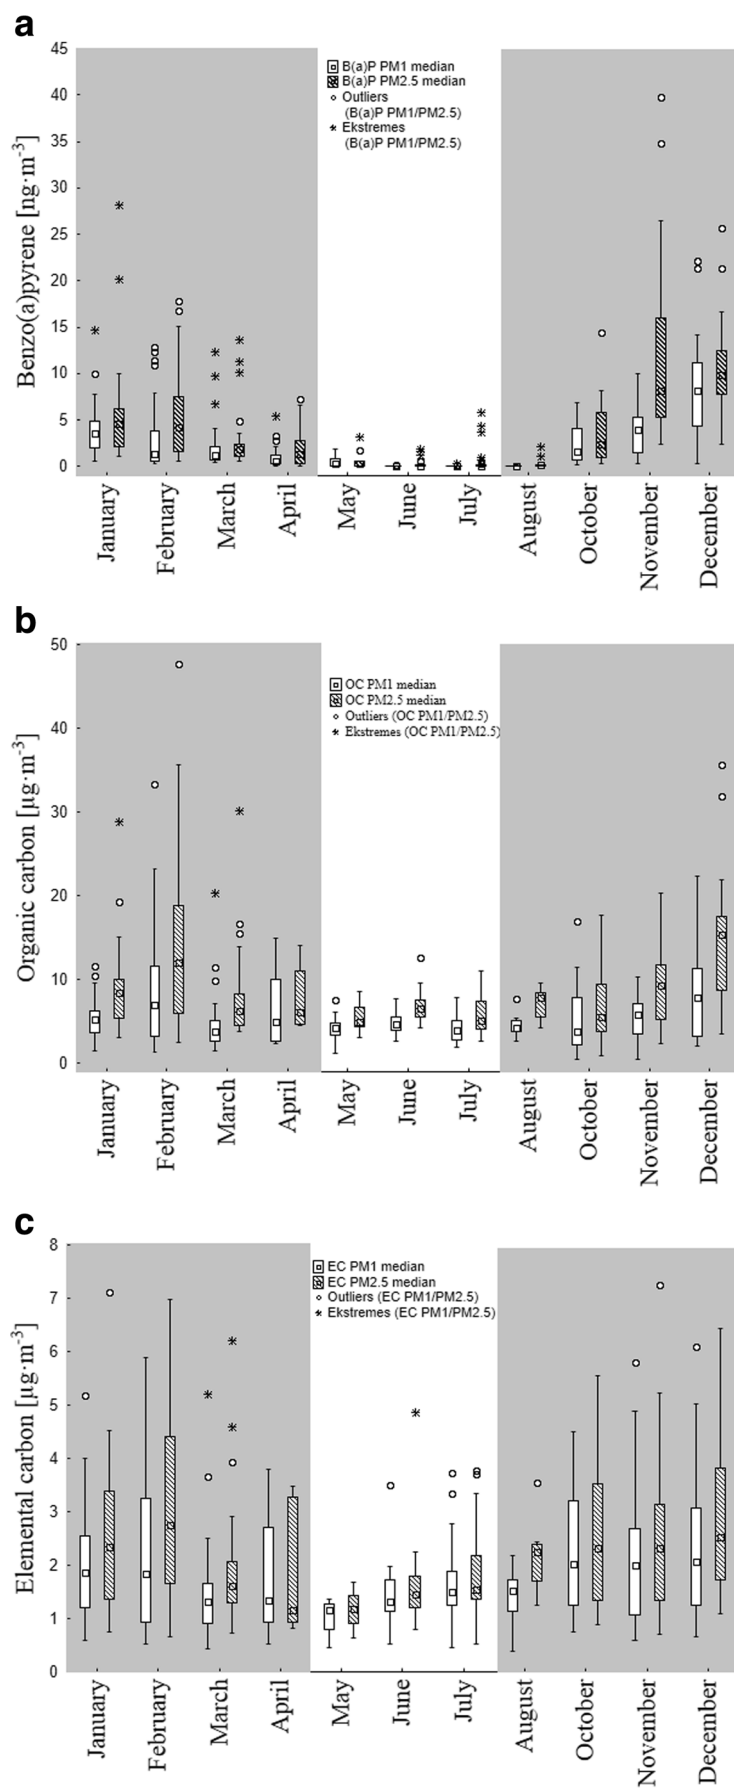 a
Benzo(a)pyrene [ng·m-3]
45
40
35
30
25
20
15
10
5
0
B(a)P PM1 median
B(a)P PM2.5 median
Outliers
(B(a)P PM1/PM2.5)
Ekstremes
(B(a)P PM1/PM2.5)
January
February
March
April
May
June
July
August
October
November
December
b
Organic carbon [µg·m-3]
50
40
30
20
10
0
OC PM1 median
OC PM2.5 median
Outliers (OC PM1/PM2.5)
Ekstremes (OC PM1/PM2.5)
January
February
March
April
May
June
July
August
October
November
December
c
Elemental carbon [µg·m-3]
8
7
6
5
4
3
2
1
0
EC PM1 median
EC PM2.5 median
Outliers (EC PM1/PM2.5)
Ekstremes (EC PM1/PM2.5)
January
February
March
April
May
June
July
August
October
November
December